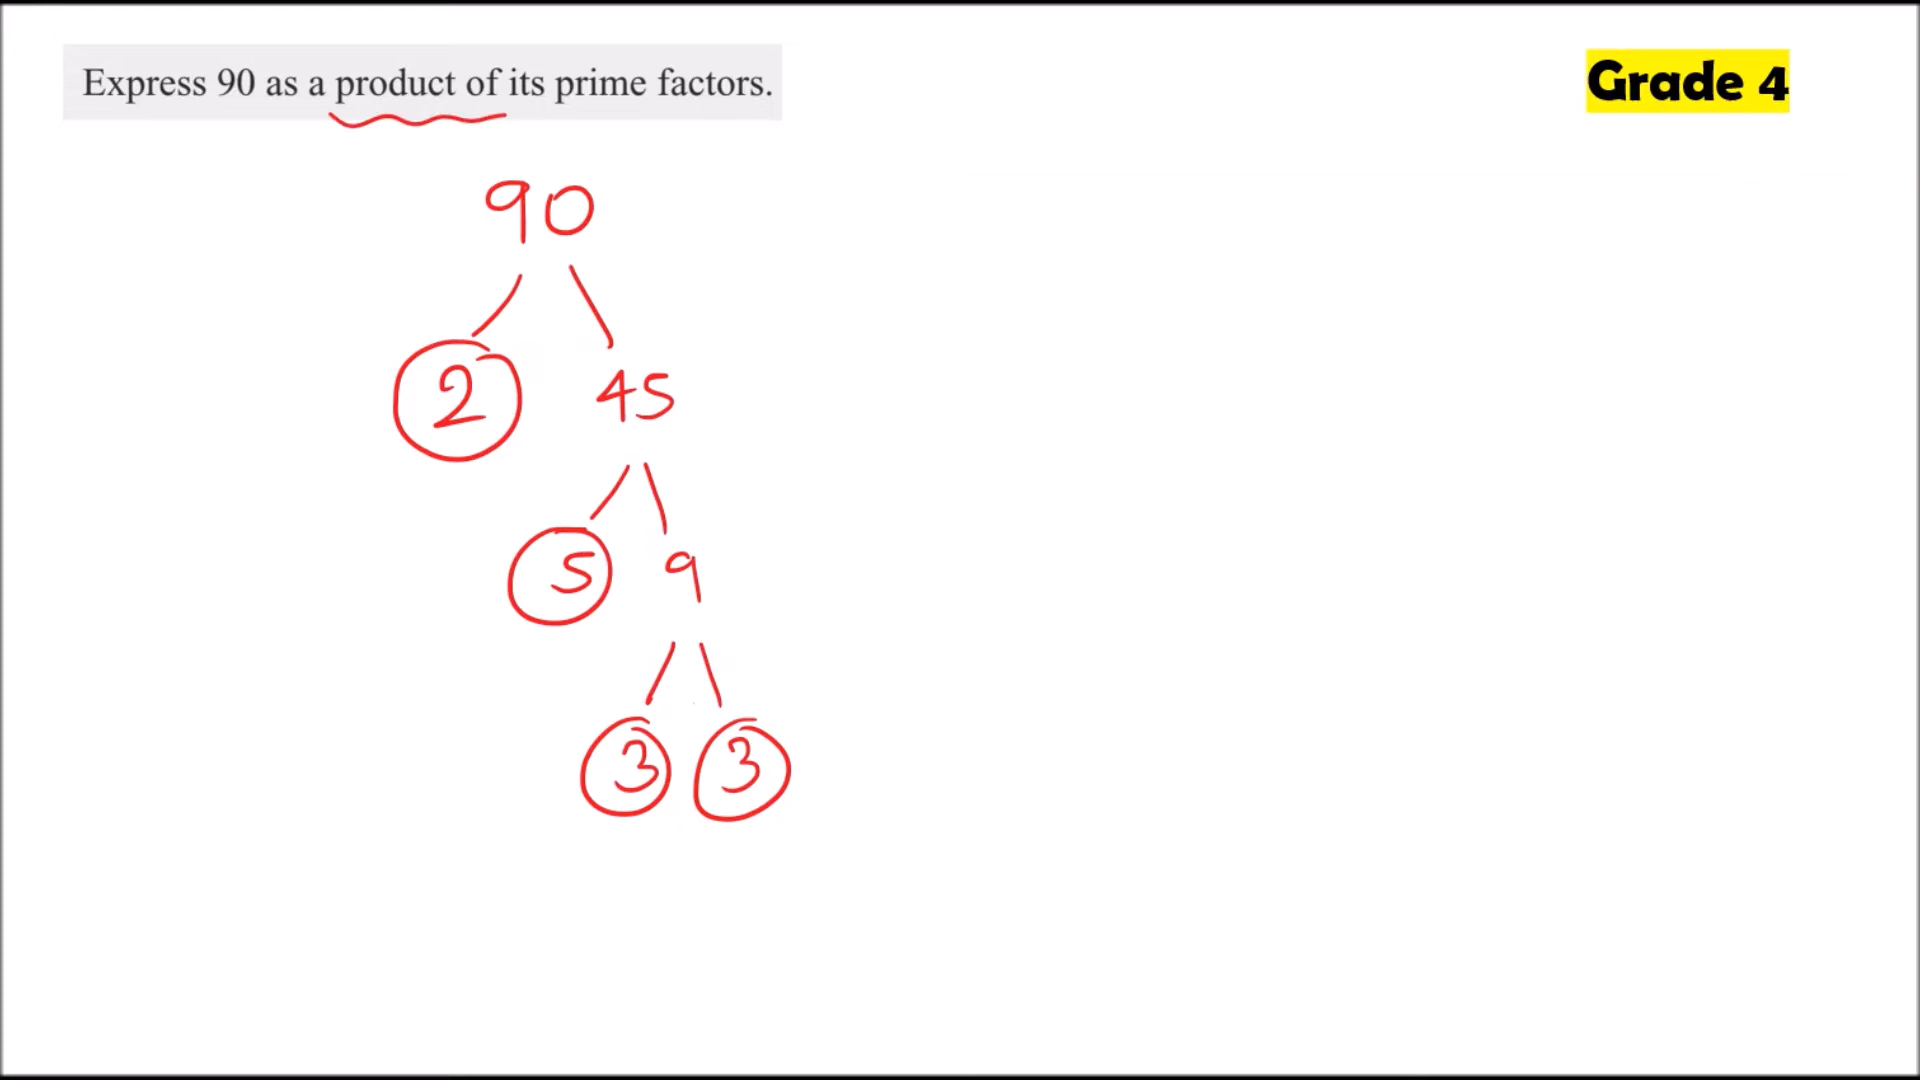 Express 90 as a product of its prime factors.
Grade 4
90
2 45
5 9
3 3